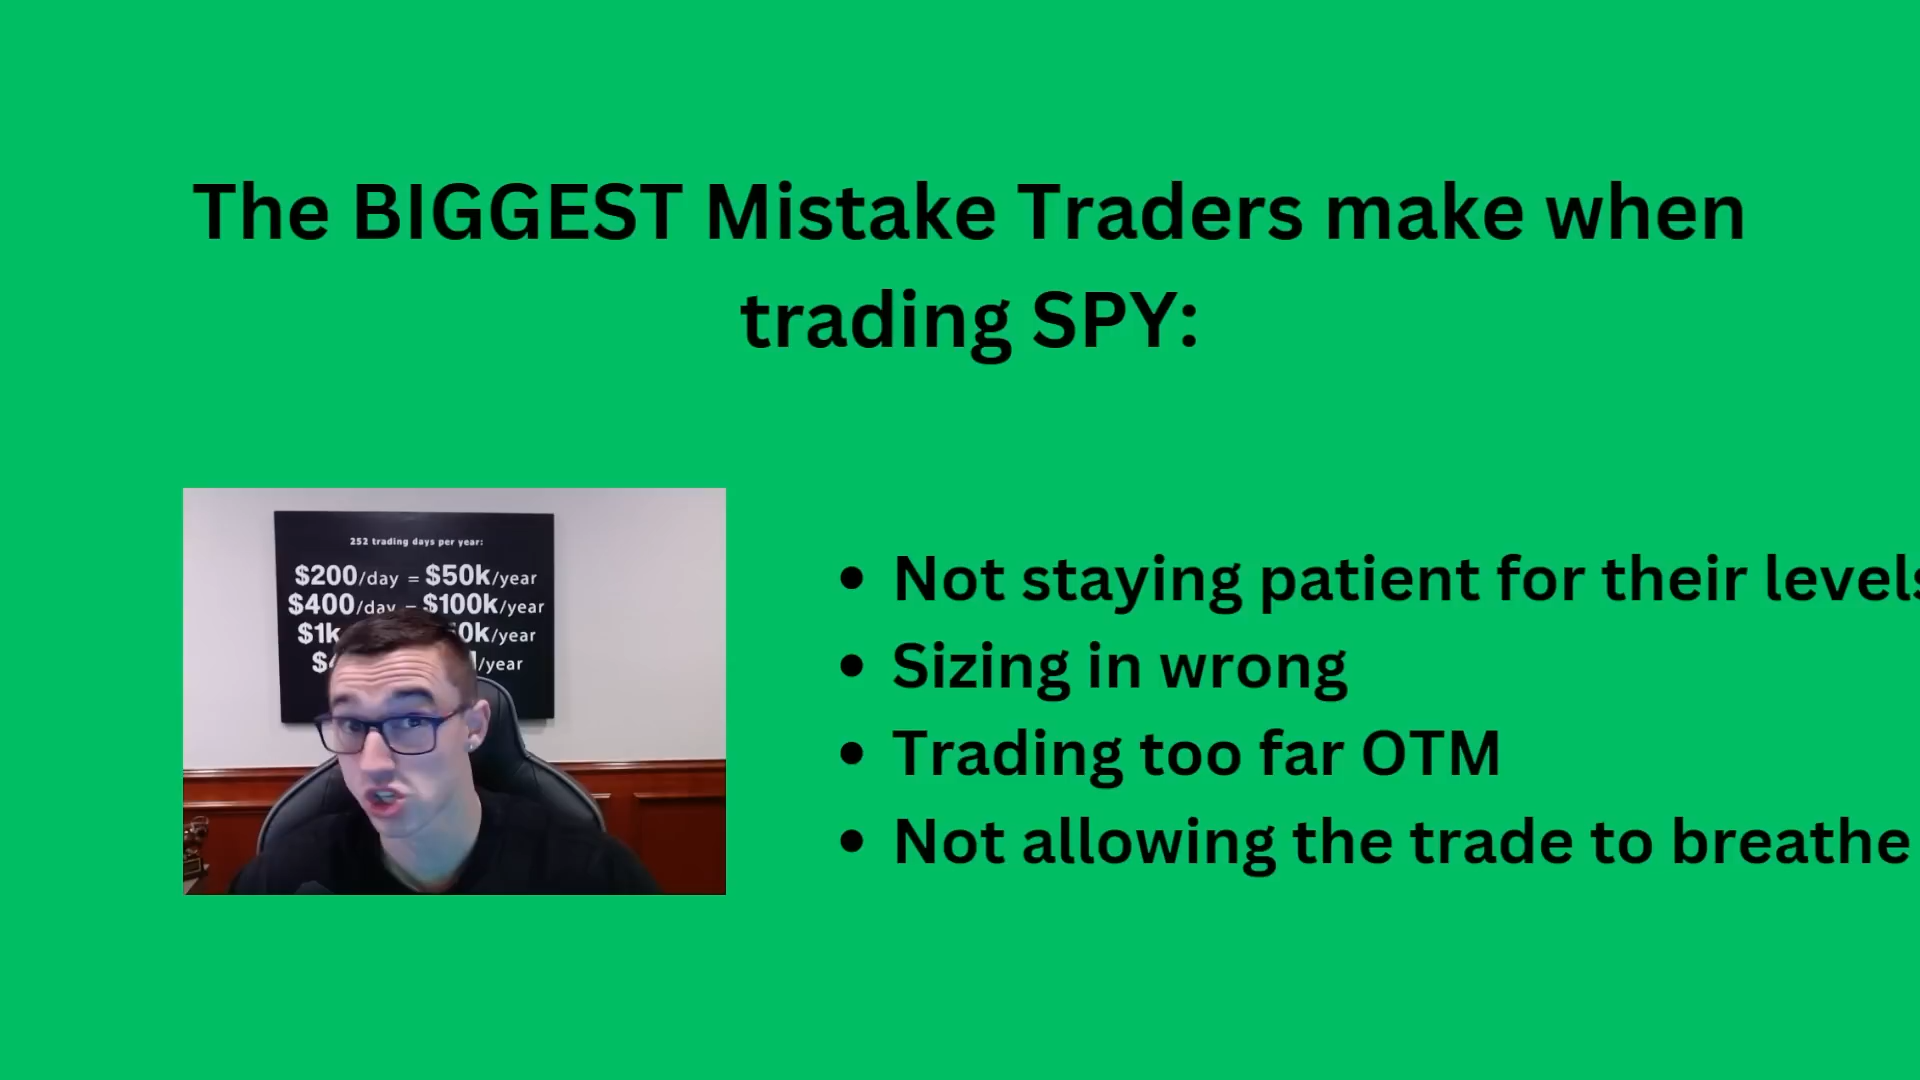 The BIGGEST Mistake Traders make when
trading SPY:
252 trading days per year:
$200/day = $50k/year
$400/day = $100k/year
$1k 0k/year
$ /year
Not staying patient for their levels
Sizing in wrong
Trading too far OTM
Not allowing the trade to breathe